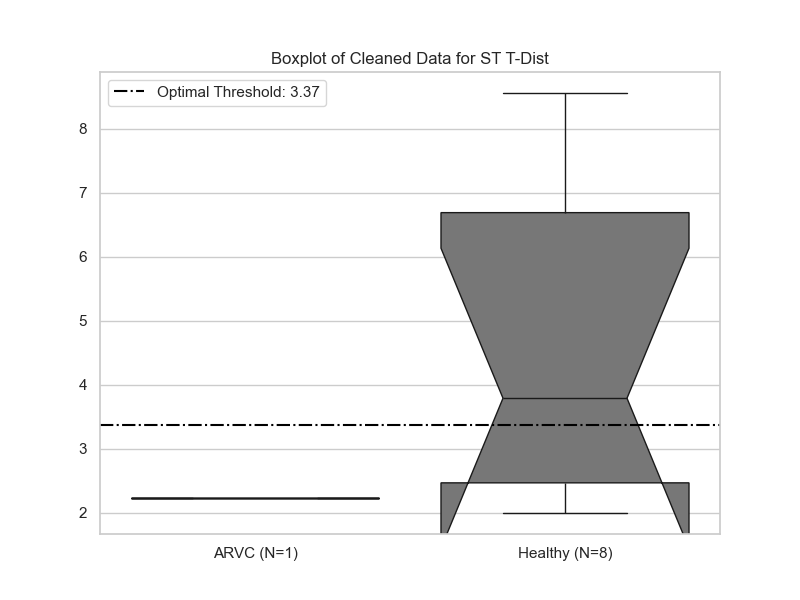 Boxplot of Cleaned Data for ST T-Dist
Optimal Threshold: 3.37
8
7
6
5
4
3
2
ARVC (N=1)
Healthy (N=8)